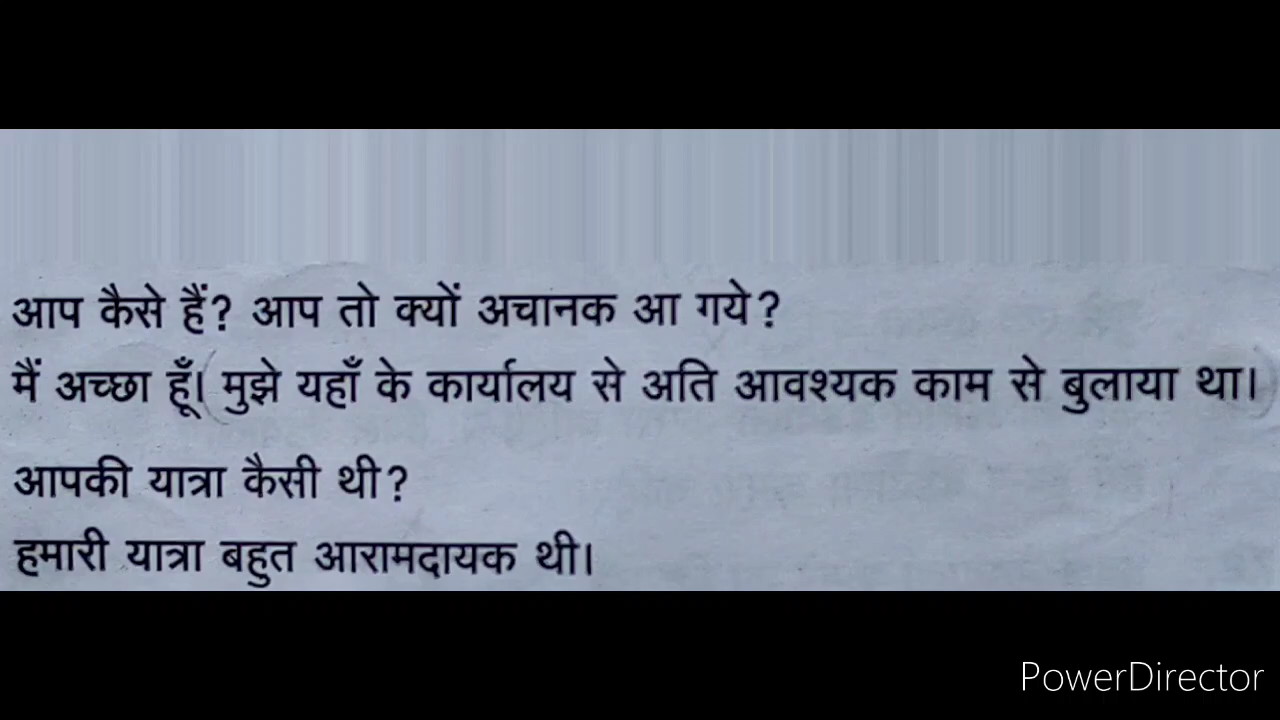 आप कैसे हैं? आप तो क्यों अचानक आ गये?
मैं अच्छा हूँ। मुझे यहाँ के कार्यालय से अति आवश्यक काम से बुलाया था।
आपकी यात्रा कैसी थी?
हमारी यात्रा बहुत आरामदायक थी।
PowerDirector